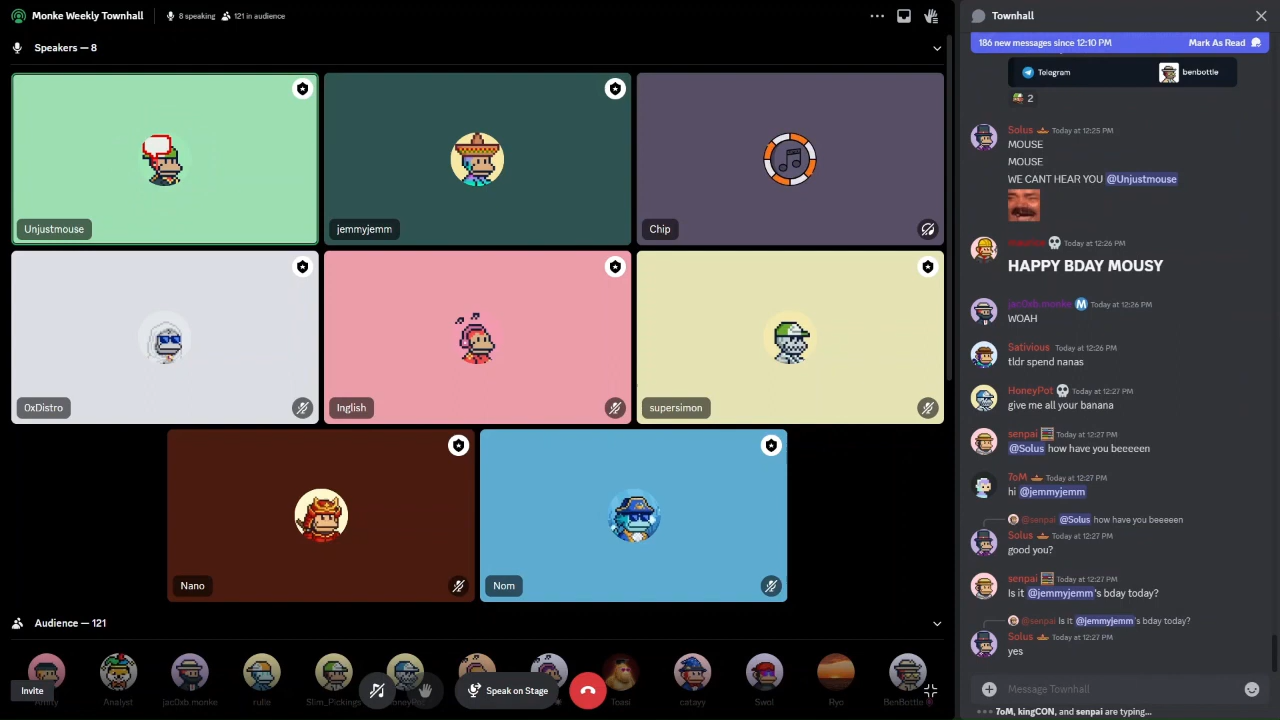 Monke Weekly Townhall
8 speaking
121 in audience
Speakers — 8
Unjustmouse
jemmyjemm
Chip
0xDistro
Inglish
supersimon
Nano
Nom
Audience — 121
Analyst
jac0xb.monke
rulle
Slim_Pickings
Toasi
catayy
Swol
Ryo
BenBottle
Invite
Speak on Stage
Townhall
186 new messages since 12:10 PM
Mark As Read
Telegram
benbottle
2
Solus Today at 12:25 PM
MOUSE
MOUSE
WE CANT HEAR YOU @Unjustmouse
Today at 12:26 PM
HAPPY BDAY MOUSY
jac0xb.monke M Today at 12:26 PM
WOAH
Sativious Today at 12:26 PM
tldr spend nanas
HoneyPot Today at 12:27 PM
give me all your banana
senpai Today at 12:27 PM
@Solus how have you beeeeen
7oM Today at 12:27 PM
hi @jemmyjemm
@senpai @Solus how have you beeeeen
Solus Today at 12:27 PM
good you?
senpai Today at 12:27 PM
Is it @jemmyjemm's bday today?
@senpai Is it @jemmyjemm's bday today?
Solus Today at 12:27 PM
yes
Message Townhall
7oM, kingCON, and senpai are typing...